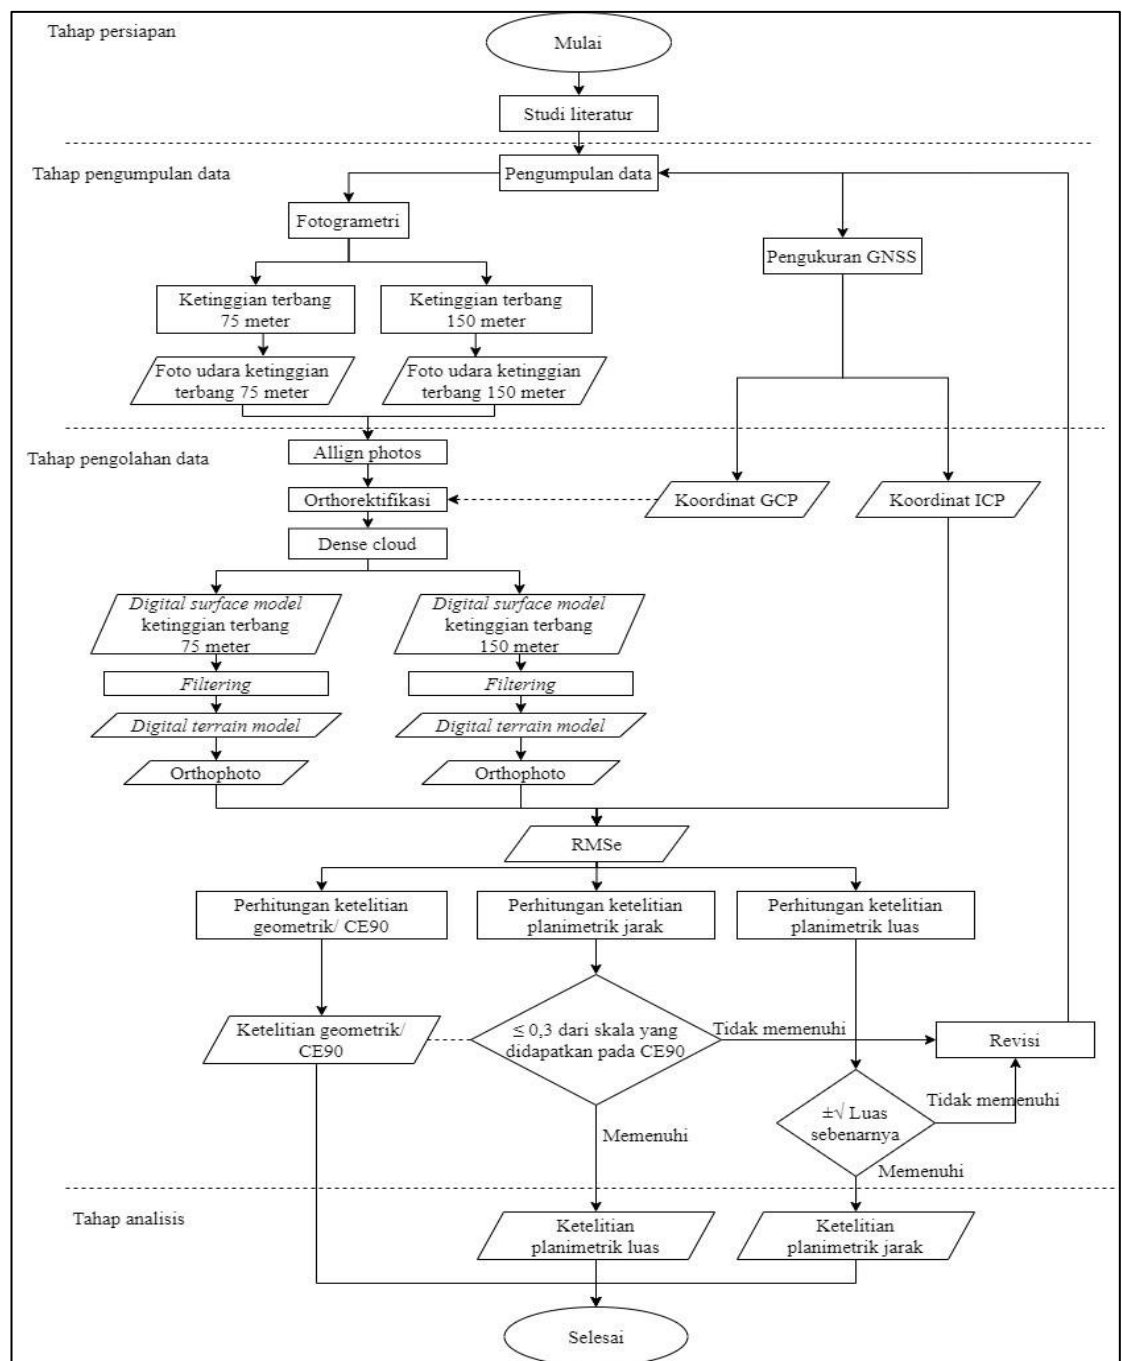 Tahap persiapan
Mulai
Studi literatur
Tahap pengumpulan data
Pengumpulan data
Fotogrametri
Pengukuran GNSS
Ketinggian terbang
75 meter
Ketinggian terbang
150 meter
Foto udara ketinggian
terbang 75 meter
Foto udara ketinggian
terbang 150 meter
Tahap pengolahan data
Allign photos
Orthorektifikasi
Koordinat GCP
Koordinat ICP
Dense cloud
Digital surface model
ketinggian terbang
75 meter
Digital surface model
ketinggian terbang
150 meter
Filtering
Filtering
Digital terrain model
Digital terrain model
Orthophoto
Orthophoto
RMSe
Perhitungan ketelitian
geometrik/ CE90
Perhitungan ketelitian
planimetrik jarak
Perhitungan ketelitian
planimetrik luas
Ketelitian geometrik/
CE90
≤ 0,3 dari skala yang
didapatkan pada CE90
Tidak memenuhi
Revisi
±√ Luas
sebenarnya
Tidak memenuhi
Memenuhi
Memenuhi
Tahap analisis
Ketelitian
planimetrik luas
Ketelitian
planimetrik jarak
Selesai